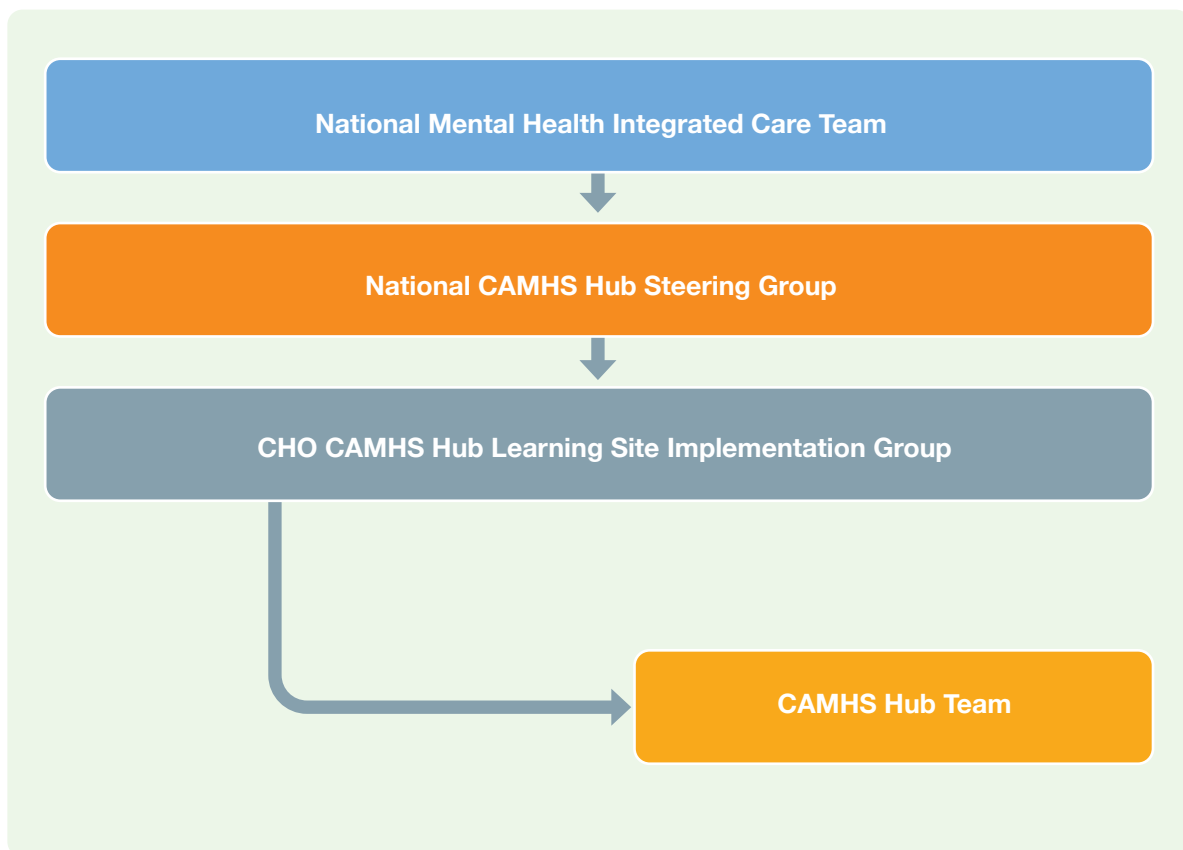 National Mental Health Integrated Care Team
National CAMHS Hub Steering Group
CHO CAMHS Hub Learning Site Implementation Group
CAMHS Hub Team